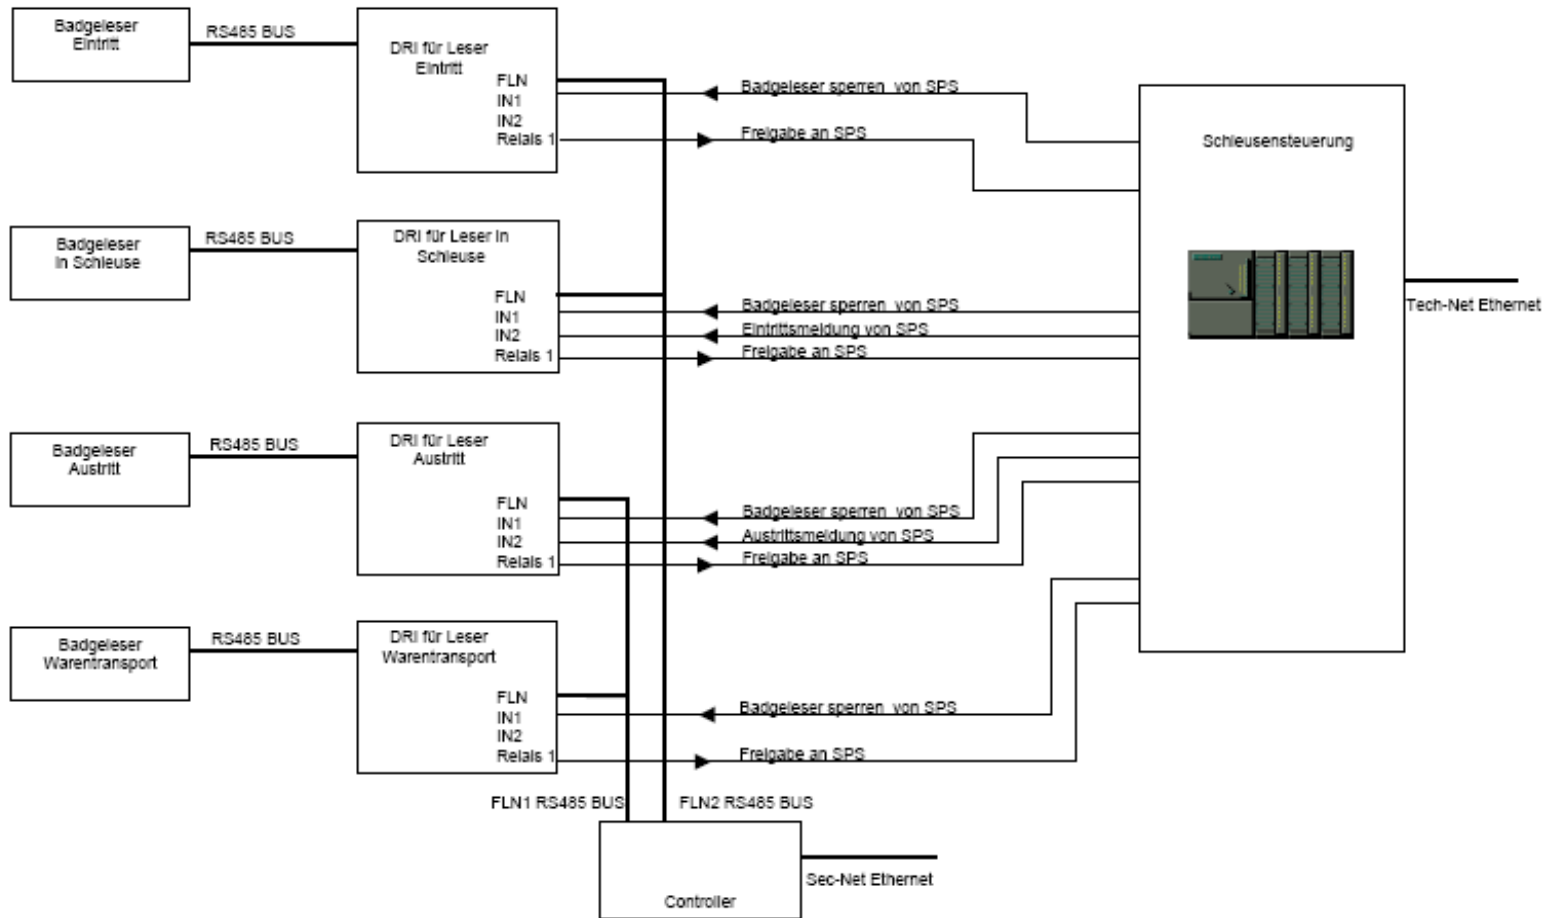 Badgeleser
Eintritt
RS485 BUS
DRI für Leser
Eintritt
FLN
IN1
IN2
Relais 1
Badgeleser sperren von SPS
Freigabe an SPS
Schleusensteuerung
Badgeleser
in Schleuse
RS485 BUS
DRI für Leser in
Schleuse
FLN
IN1
IN2
Relais 1
Badgeleser sperren von SPS
Eintrittsmeldung von SPS
Freigabe an SPS
Tech-Net Ethernet
Badgeleser
Austritt
RS485 BUS
DRI für Leser
Austritt
FLN
IN1
IN2
Relais 1
Badgeleser sperren von SPS
Austrittsmeldung von SPS
Freigabe an SPS
Badgeleser
Warentransport
RS485 BUS
DRI für Leser
Warentransport
FLN
IN1
IN2
Relais 1
Badgeleser sperren von SPS
Freigabe an SPS
FLN1 RS485 BUS
FLN2 RS485 BUS
Controller
Sec-Net Ethernet